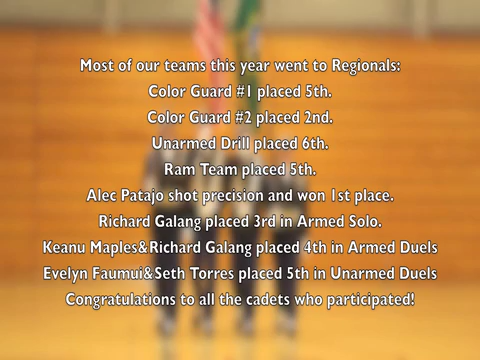 Most of our teams this year went to Regionals:
Color Guard #1 placed 5th.
Color Guard #2 placed 2nd.
Unarmed Drill placed 6th.
Ram Team placed 5th.
Alec Patajo shot precision and won 1st place.
Richard Galang placed 3rd in Armed Solo.
Keanu Maples&Richard Galang placed 4th in Armed Duels
Evelyn Faumui&Seth Torres placed 5th in Unarmed Duels
Congratulations to all the cadets who participated!